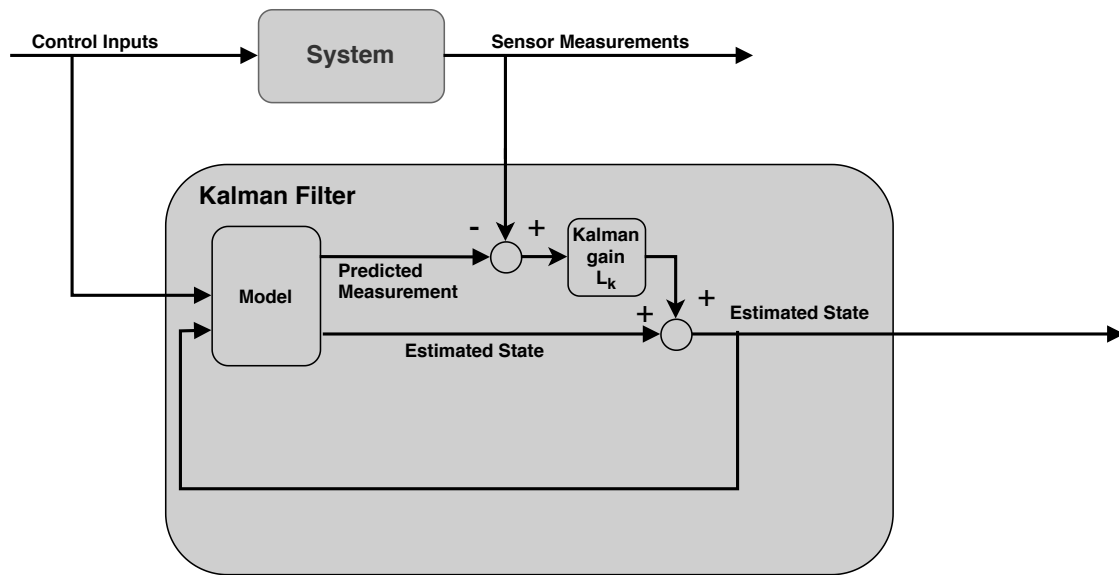 Control Inputs
System
Sensor Measurements
Kalman Filter
-
+
Kalman
gain
Lk
Model
Predicted
Measurement
+
+
Estimated State
Estimated State